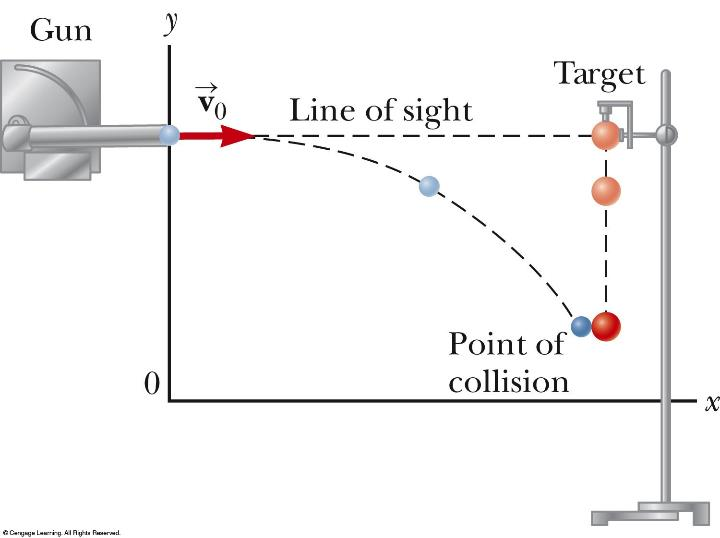 Gun
y
v₀
Target
Line of sight
Point of
collision
0
x
© Cengage Learning. All Rights Reserved.